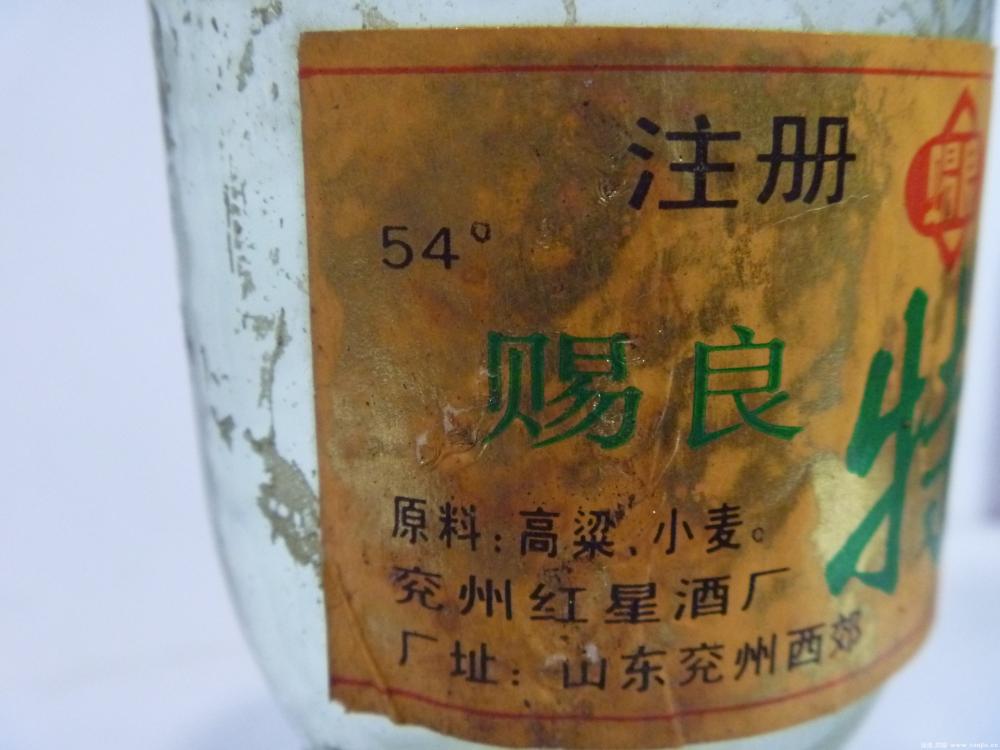 注册
54°
赐良
特
原料:高粱、小麦。
兖州红星酒厂
厂址:山东兖州西郊